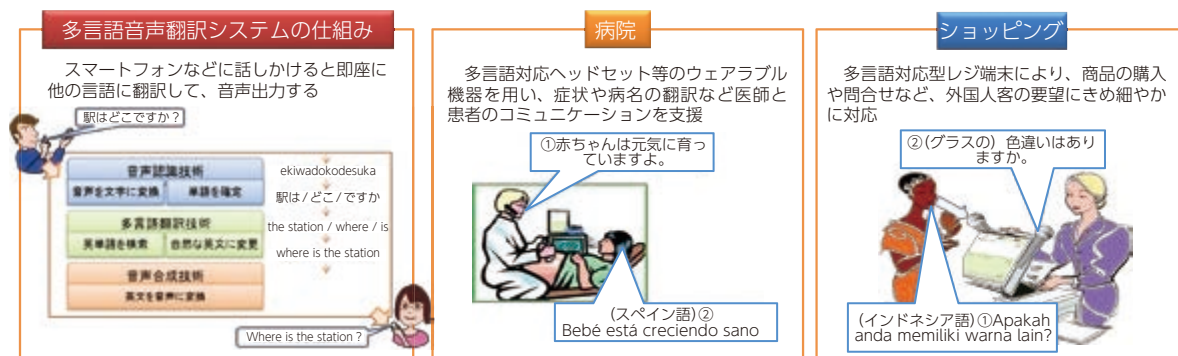 多言語音声翻訳システムの仕組み
スマートフォンなどに話しかけると即座に
他の言語に翻訳して、音声出力する
駅はどこですか？
音声認識技術
音声を文字に変換
単語を確定
ekiwadokodesuka
駅は / どこ / ですか
多言語翻訳技術
英単語を検索
自然な英文に変更
the station / where / is
where is the station
音声合成技術
英文を音声に変換
Where is the station ?
病院
多言語対応ヘッドセット等のウェアラブル
機器を用い、症状や病名の翻訳など医師と
患者のコミュニケーションを支援
①赤ちゃんは元気に育っ
ていますよ。
(スペイン語)②
Bebé está creciendo sano
ショッピング
多言語対応型レジ端末により、商品の購入
や問合せなど、外国人客の要望にきめ細やか
に対応
②(グラスの) 色違いはあり
ますか。
(インドネシア語) ①Apakah
anda memiliki warna lain?